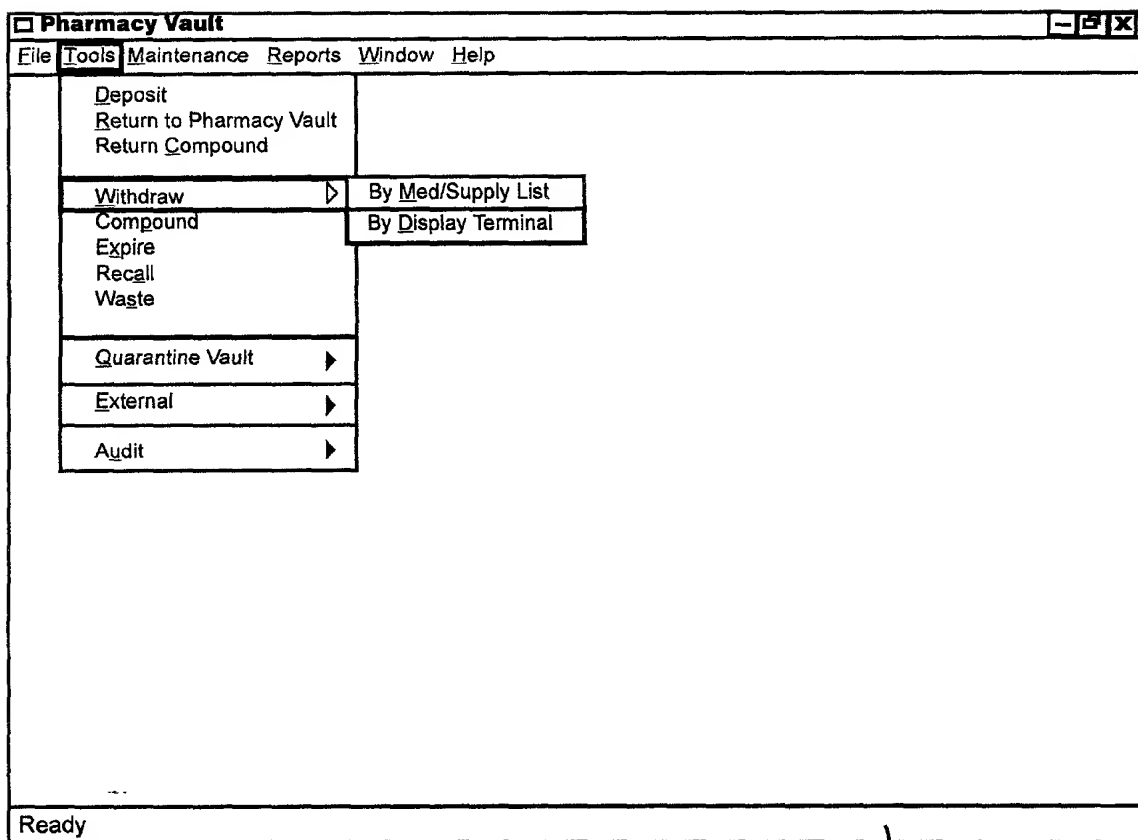 Pharmacy Vault
File Tools Maintenance Reports Window Help
Deposit
Return to Pharmacy Vault
Return Compound
Withdraw
By Med/Supply List
Compound
By Display Terminal
Expire
Recall
Waste
Quarantine Vault
External
Audit
Ready